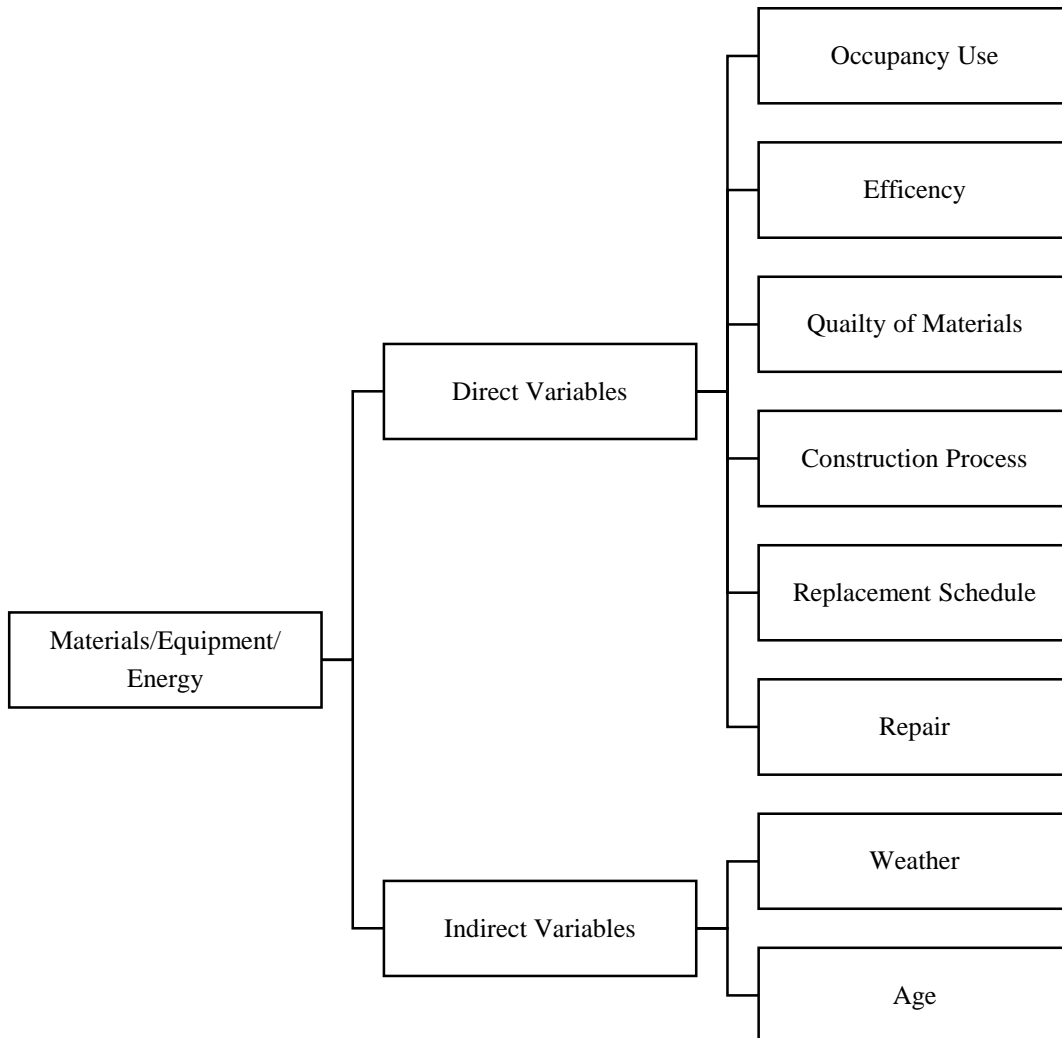 Occupancy Use
Efficency
Quailty of Materials
Direct Variables
Construction Process
Replacement Schedule
Materials/Equipment/
Energy
Repair
Weather
Indirect Variables
Age